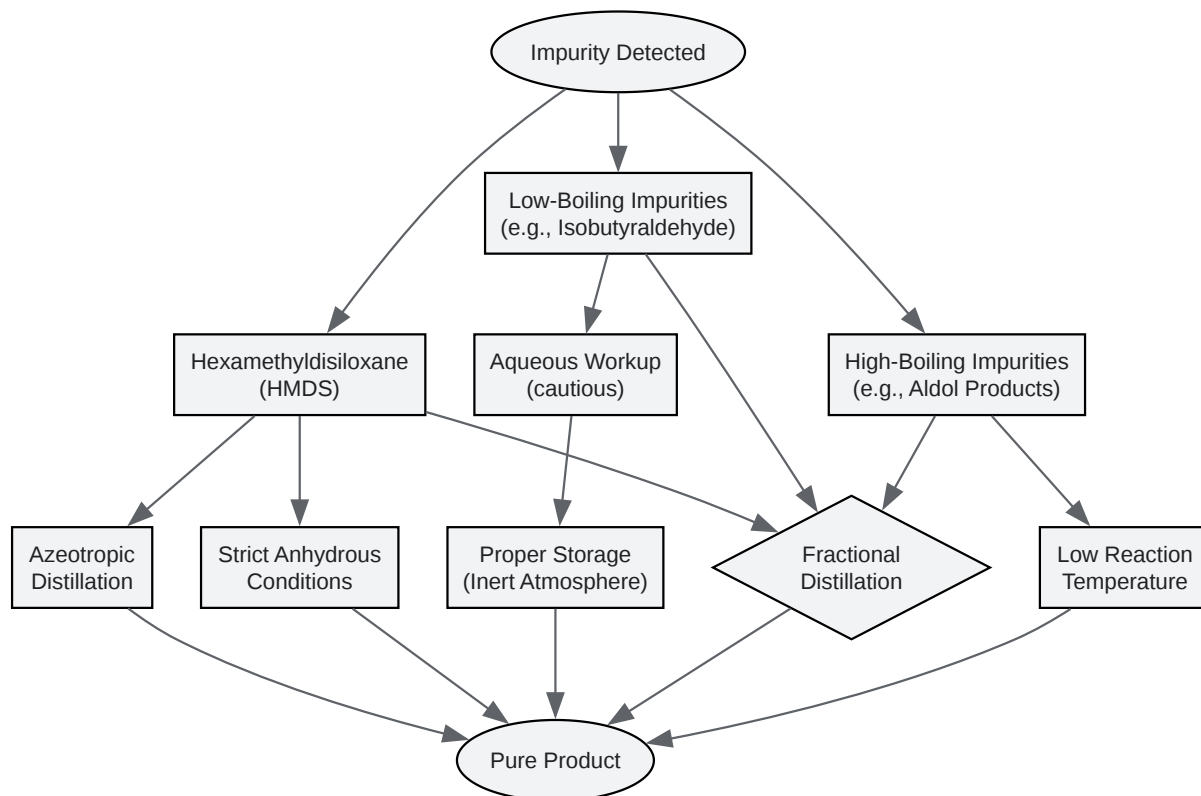 Impurity Detected
Low-Boiling Impurities
(e.g., Isobutyraldehyde)
Hexamethyldisiloxane
(HMDS)
Aqueous Workup
(cautious)
High-Boiling Impurities
(e.g., Aldol Products)
Azeotropic
Distillation
Strict Anhydrous
Conditions
Proper Storage
(Inert Atmosphere)
Fractional
Distillation
Low Reaction
Temperature
Pure Product